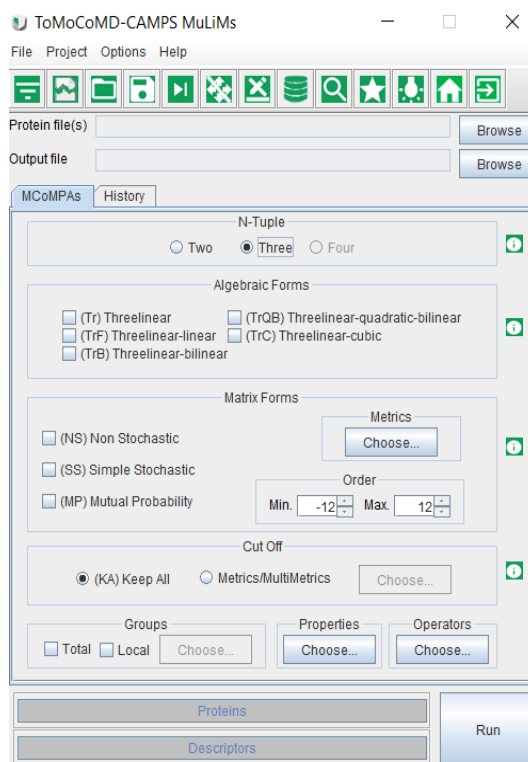 ToMoCoMD-CAMPS MuLiMs
File Project Options Help
Protein file(s) Browse
Output file Browse
MCoMPAs History
N-Tuple
Two Three Four
Algebraic Forms
(Tr) Threelinear (TrQB) Threelinear-quadratic-bilinear
(TrF) Threelinear-linear (TrC) Threelinear-cubic
(TrB) Threelinear-bilinear
Matrix Forms
Metrics
(NS) Non Stochastic Choose...
(SS) Simple Stochastic
Order
(MP) Mutual Probability Min. -12 Max. 12
Cut Off
(KA) Keep All Metrics/MultiMetrics Choose...
Groups Properties Operators
Total Local Choose... Choose... Choose...
Proteins
Run
Descriptors